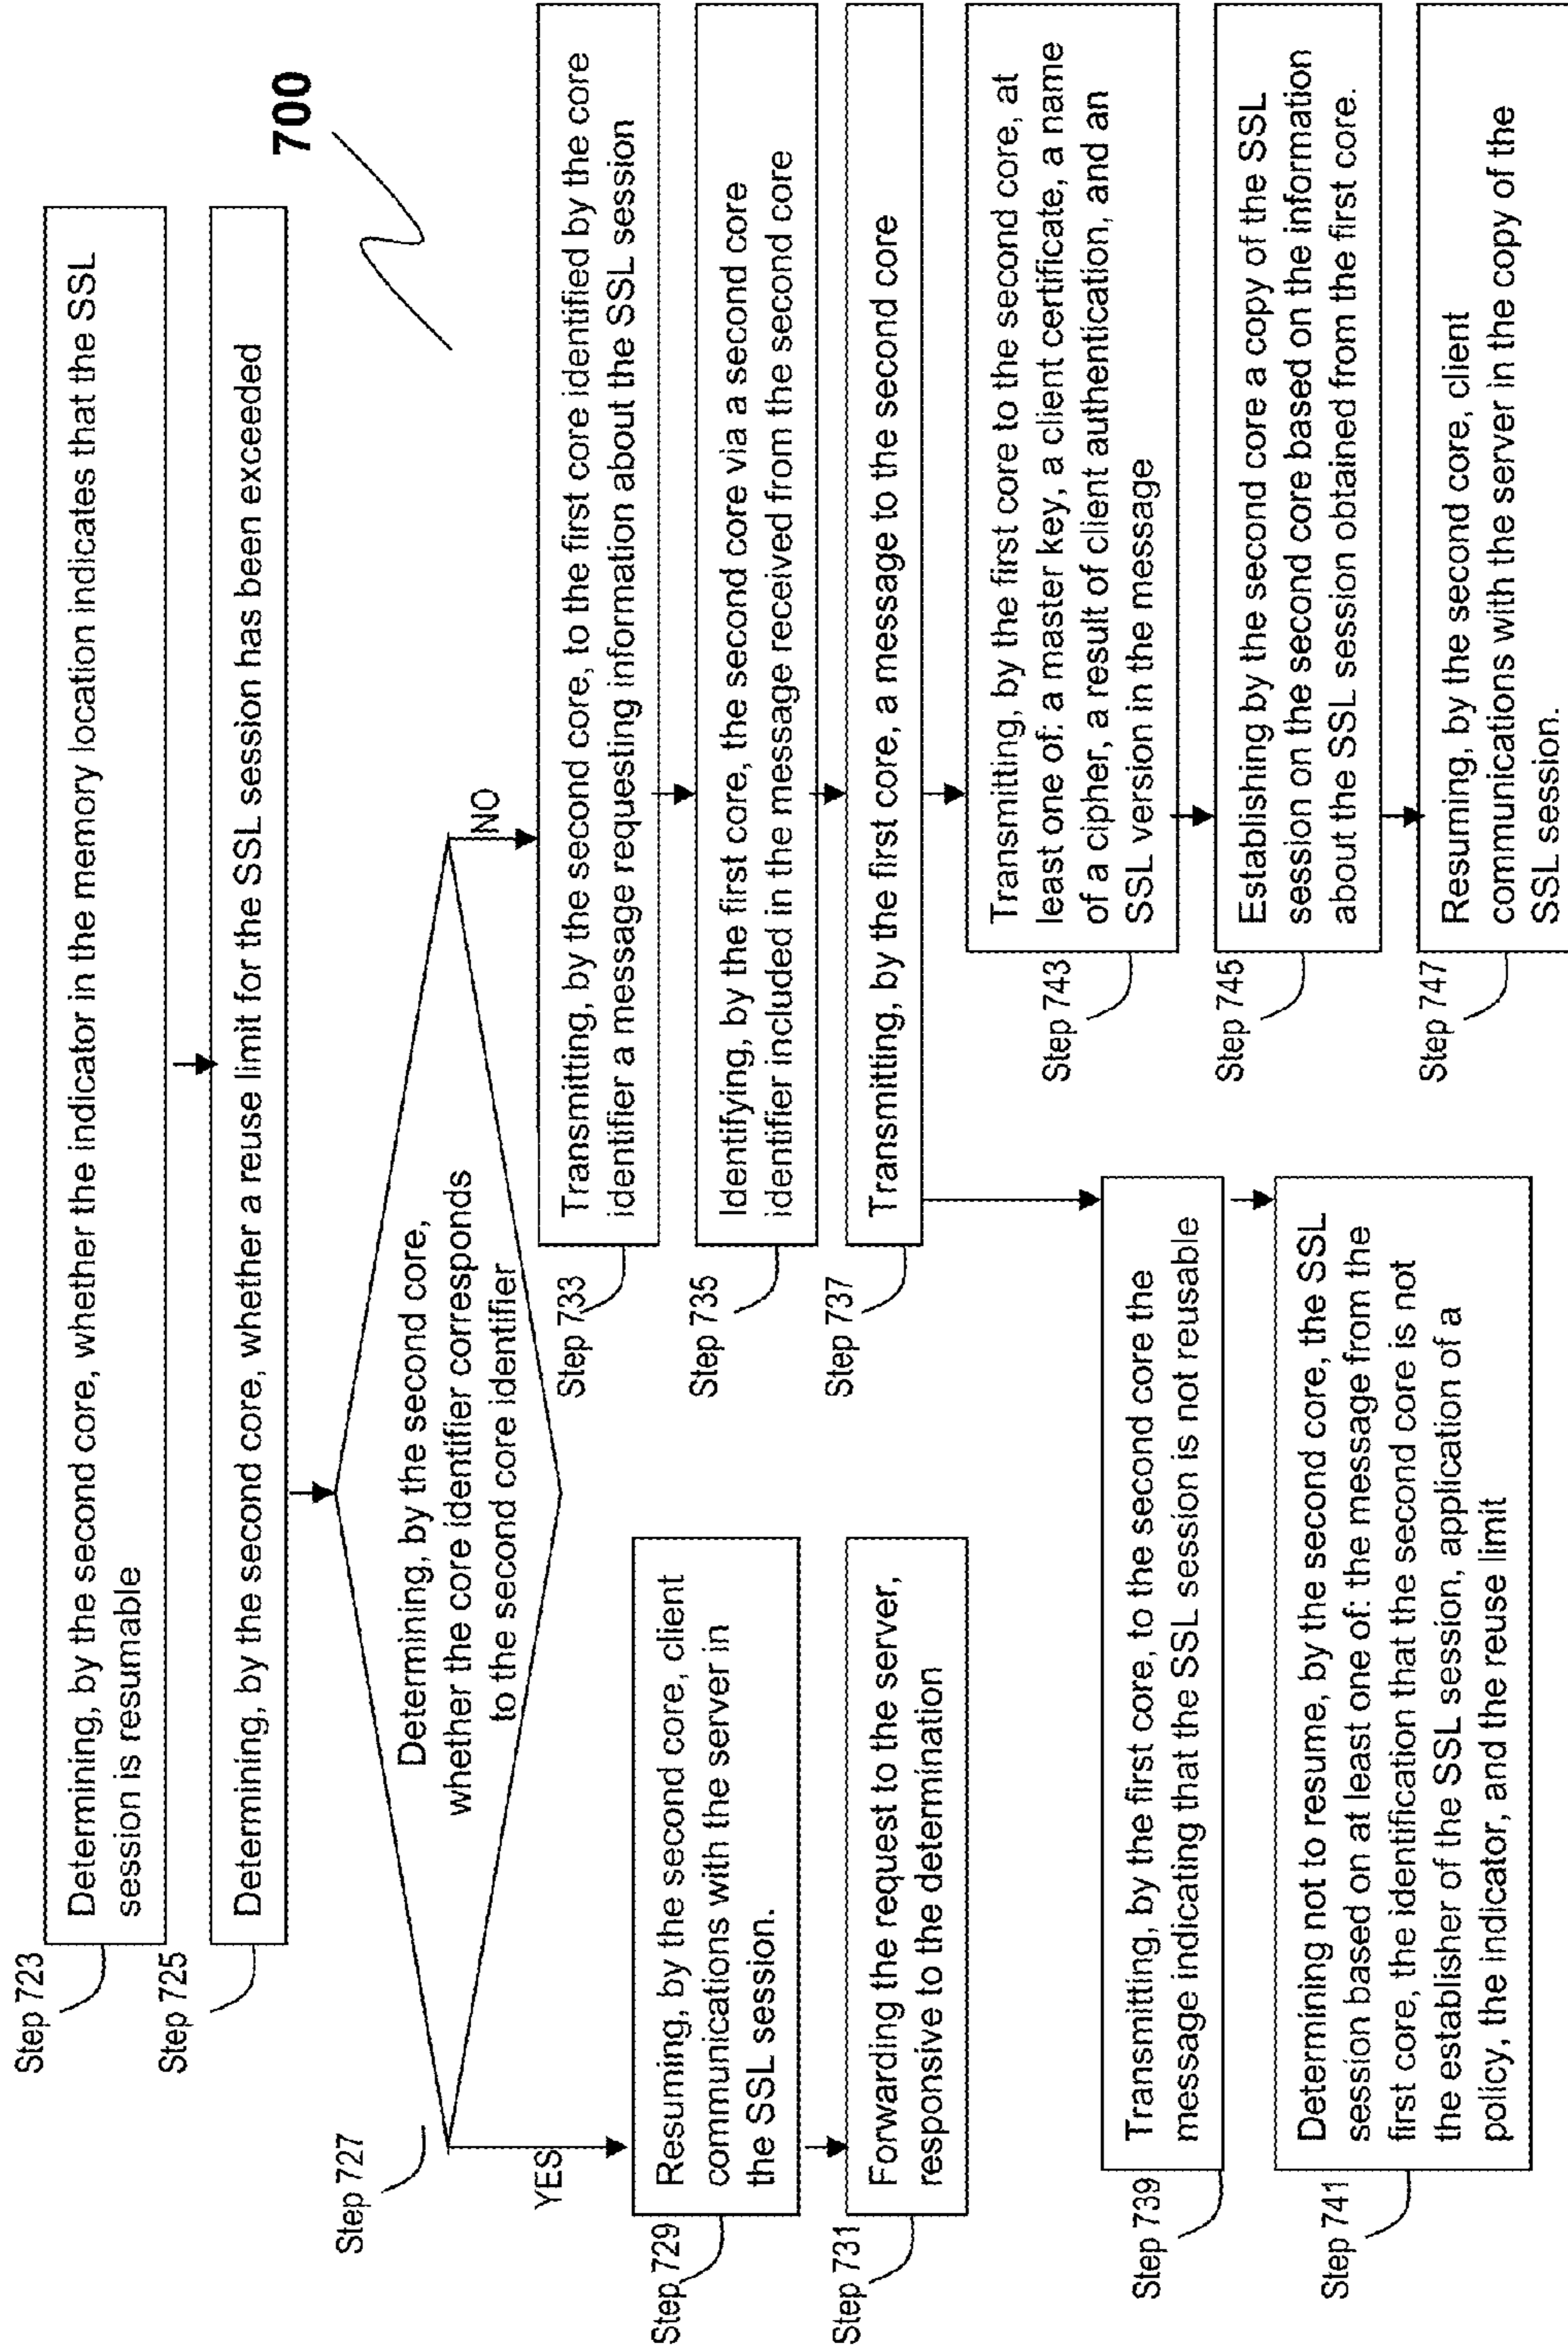 700
Step 723
Determining, by the second core, whether the indicator in the memory location indicates that the SSL
session is resumable
Step 725
Determining, by the second core, whether a reuse limit for the SSL session has been exceeded
Step 727
Determining, by the second core,
whether the core identifier corresponds
to the second core identifier
YES
NO
Step 729
Resuming, by the second core, client
communications with the server in
the SSL session.
Step 731
Forwarding the request to the server,
responsive to the determination
Step 733
Transmitting, by the second core, to the first core identified by the core
identifier a message requesting information about the SSL session
Step 735
Identifying, by the first core, the second core via a second core
identifier included in the message received from the second core
Step 737
Transmitting, by the first core, a message to the second core
Step 739
Transmitting, by the first core, to the second core the
message indicating that the SSL session is not reusable
Step 741
Determining not to resume, by the second core, the SSL
session based on at least one of: the message from the
first core, the identification that the second core is not
the establisher of the SSL session, application of a
policy, the indicator, and the reuse limit
Step 743
Transmitting, by the first core to the second core, at
least one of: a master key, a client certificate, a name
of a cipher, a result of client authentication, and an
SSL version in the message
Step 745
Establishing by the second core a copy of the SSL
session on the second core based on the information
about the SSL session obtained from the first core.
Step 747
Resuming, by the second core, client
communications with the server in the copy of the
SSL session.